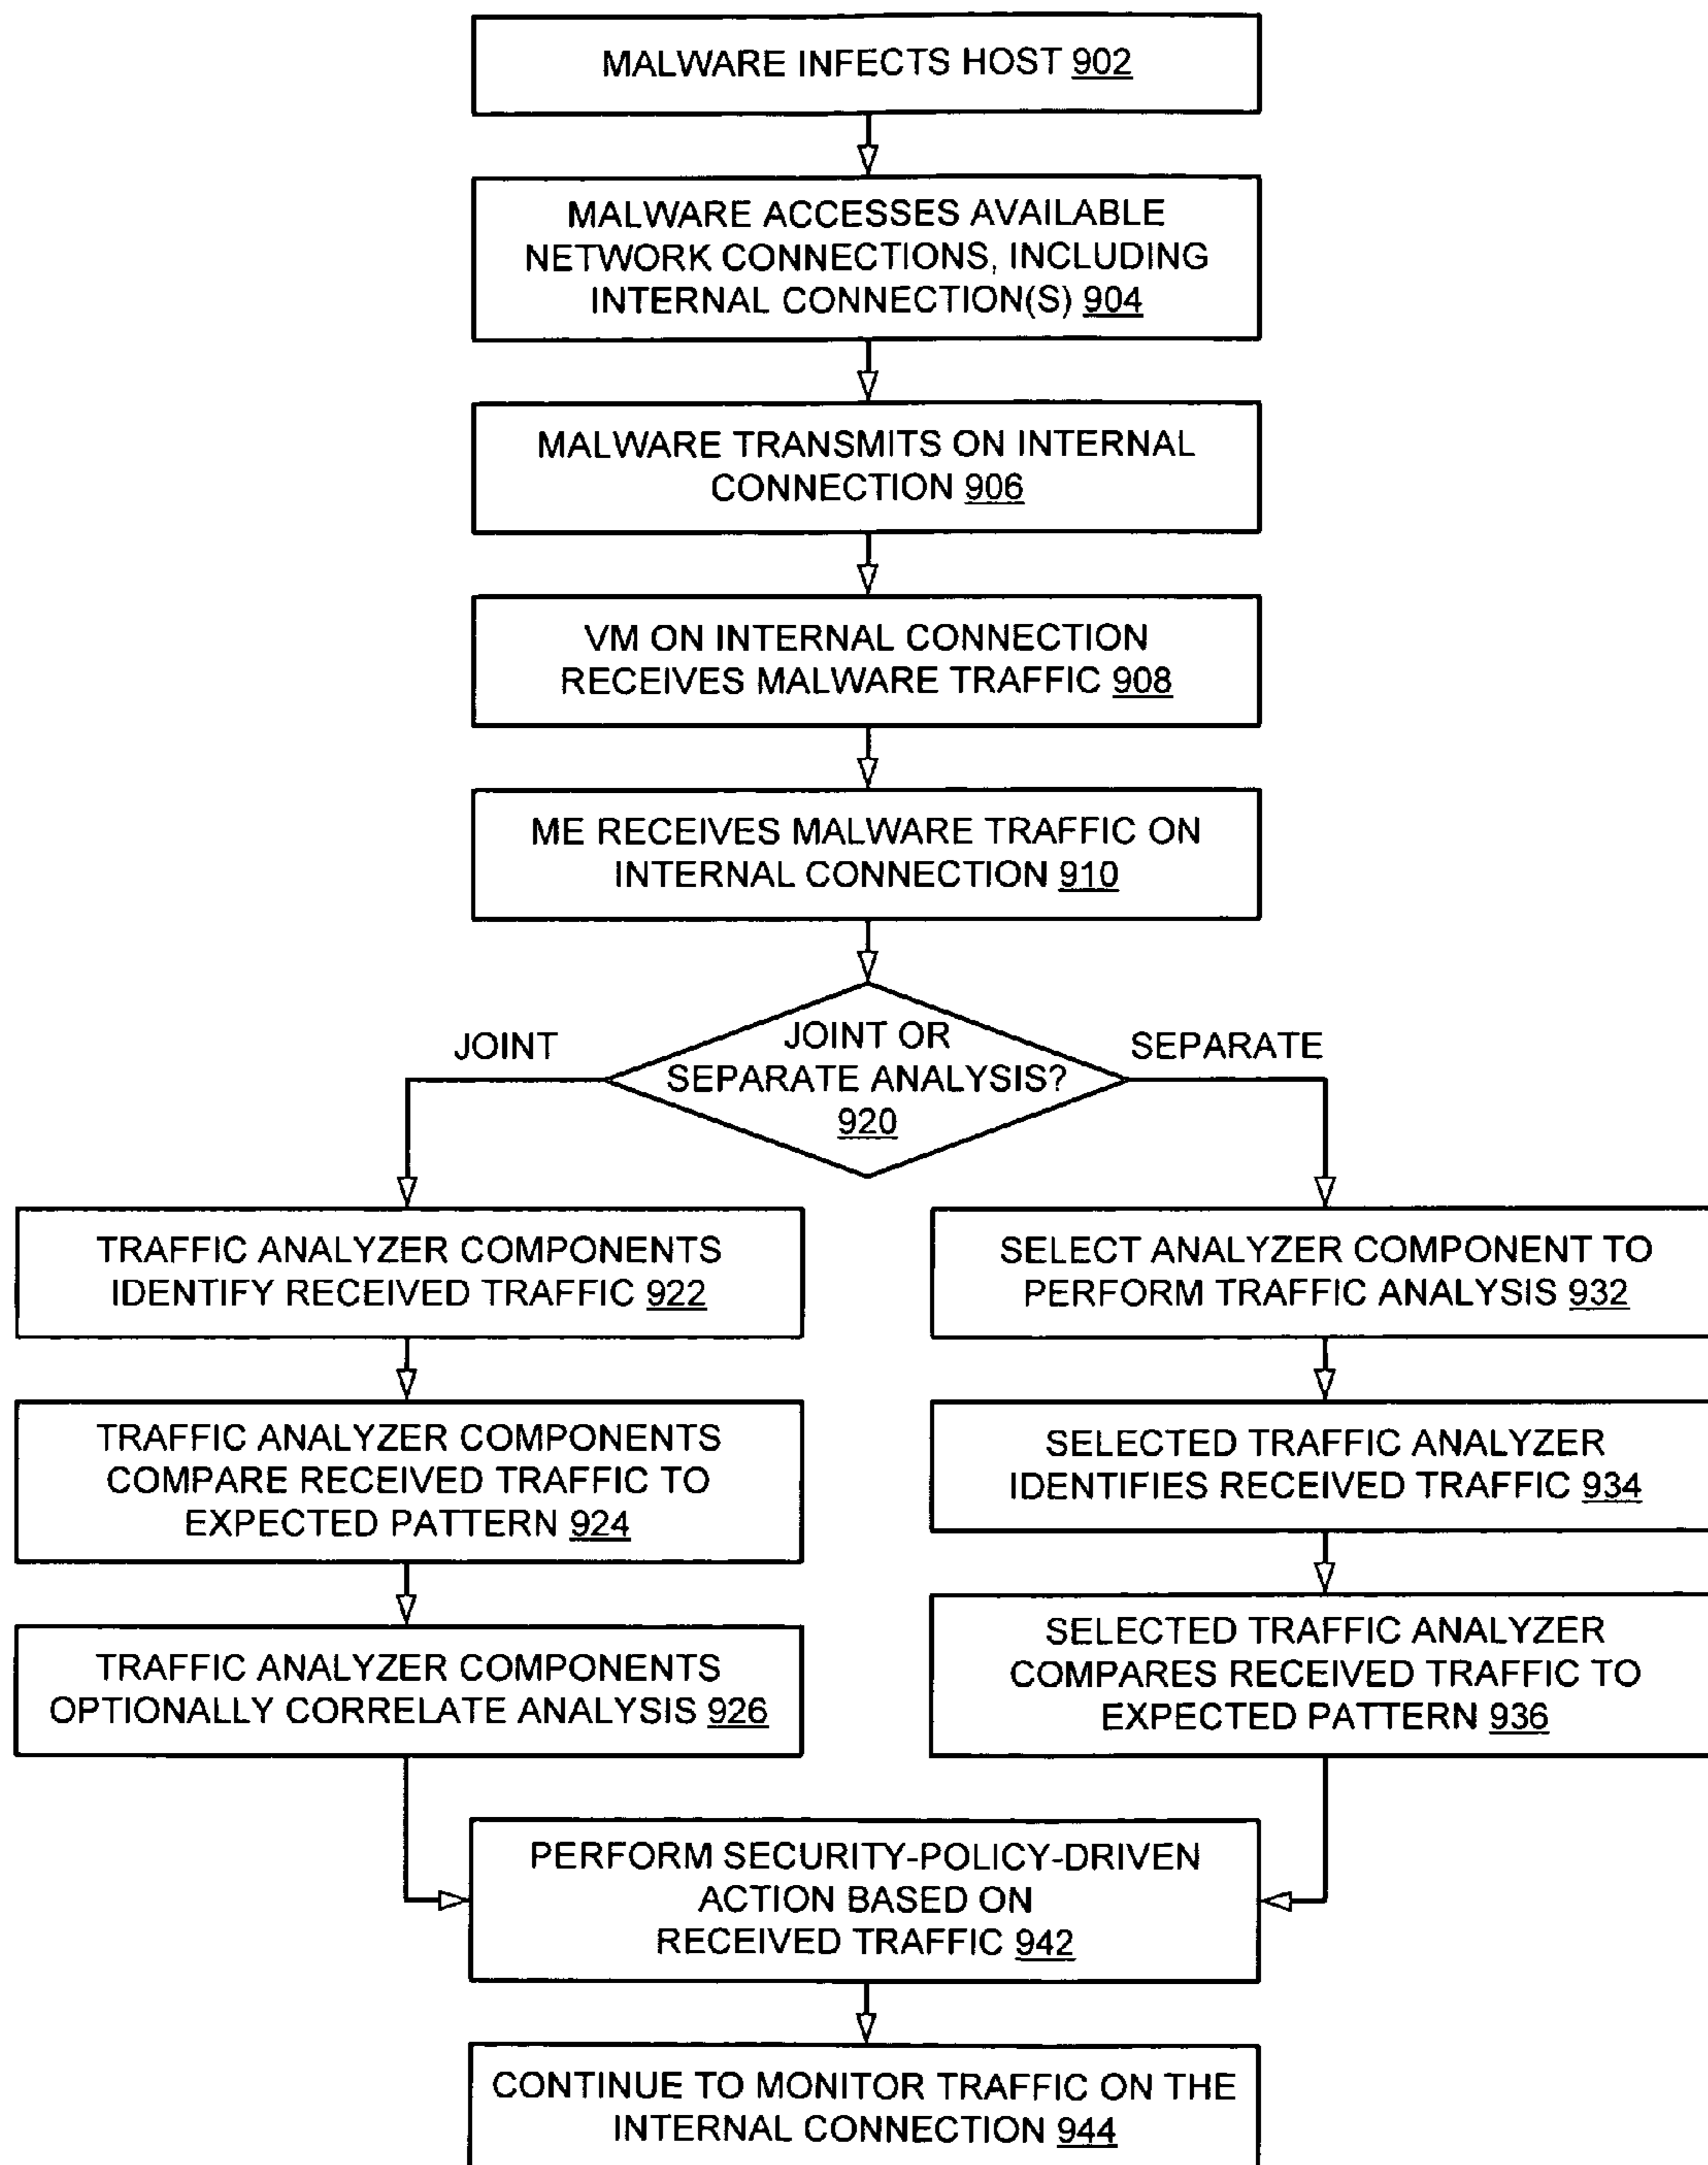 MALWARE INFECTS HOST 902
MALWARE ACCESSES AVAILABLE
NETWORK CONNECTIONS, INCLUDING
INTERNAL CONNECTION(S) 904
MALWARE TRANSMITS ON INTERNAL
CONNECTION 906
VM ON INTERNAL CONNECTION
RECEIVES MALWARE TRAFFIC 908
ME RECEIVES MALWARE TRAFFIC ON
INTERNAL CONNECTION 910
JOINT OR
SEPARATE ANALYSIS?
920
JOINT
SEPARATE
TRAFFIC ANALYZER COMPONENTS
IDENTIFY RECEIVED TRAFFIC 922
TRAFFIC ANALYZER COMPONENTS
COMPARE RECEIVED TRAFFIC TO
EXPECTED PATTERN 924
TRAFFIC ANALYZER COMPONENTS
OPTIONALLY CORRELATE ANALYSIS 926
SELECT ANALYZER COMPONENT TO
PERFORM TRAFFIC ANALYSIS 932
SELECTED TRAFFIC ANALYZER
IDENTIFIES RECEIVED TRAFFIC 934
SELECTED TRAFFIC ANALYZER
COMPARES RECEIVED TRAFFIC TO
EXPECTED PATTERN 936
PERFORM SECURITY-POLICY-DRIVEN
ACTION BASED ON
RECEIVED TRAFFIC 942
CONTINUE TO MONITOR TRAFFIC ON THE
INTERNAL CONNECTION 944